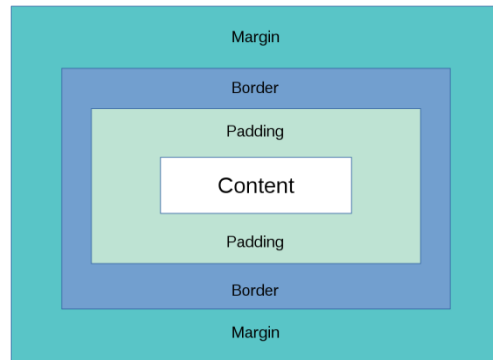 Margin
Border
Padding
Content
Padding
Border
Margin